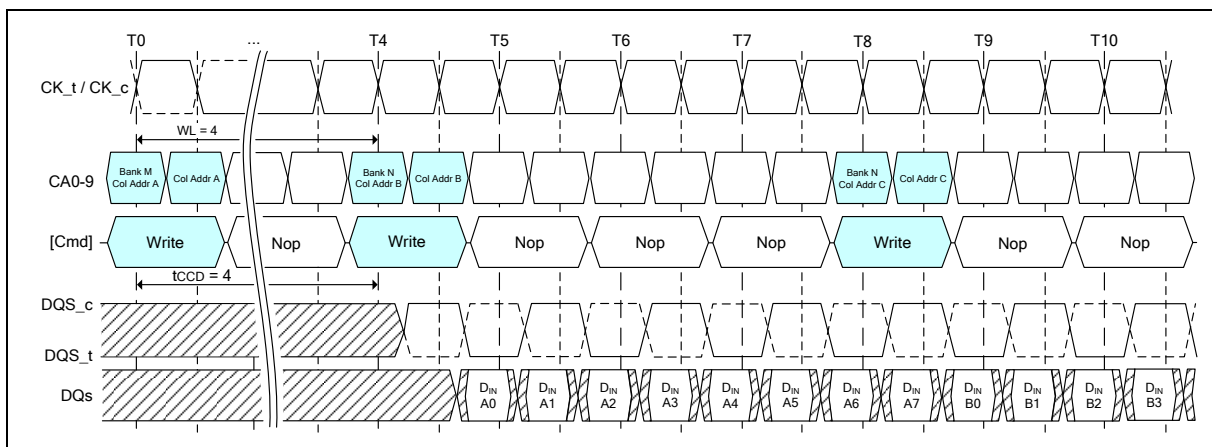 T0 ... T4 T5 T6 T7 T8 T9 T10
CK_t / CK_c
WL = 4
CA0-9
Bank M
Col Addr A
Col Addr A
Bank N
Col Addr B
Col Addr B
Bank N
Col Addr C
Col Addr C
[Cmd] Write Nop Write Nop Nop Nop Write Nop Nop
tCCD = 4
DQS_c
DQS_t
DQs
DIN
A0
DIN
A1
DIN
A2
DIN
A3
DIN
A4
DIN
A5
DIN
A6
DIN
A7
DIN
B0
DIN
B1
DIN
B2
DIN
B3